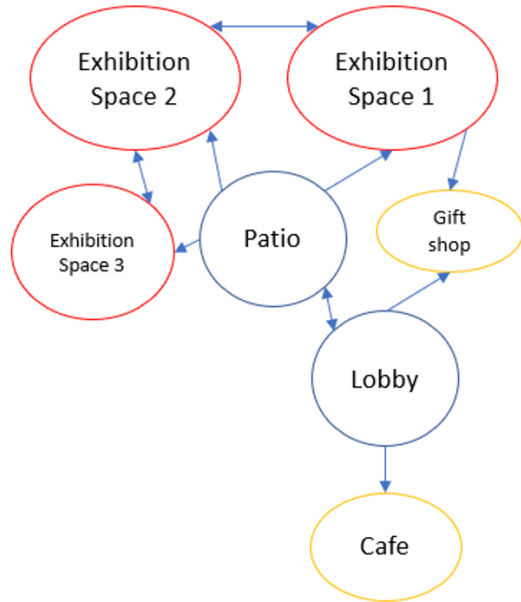 Exhibition
Space 2
Exhibition
Space 1
Exhibition
Space 3
Patio
Gift
shop
Lobby
Cafe